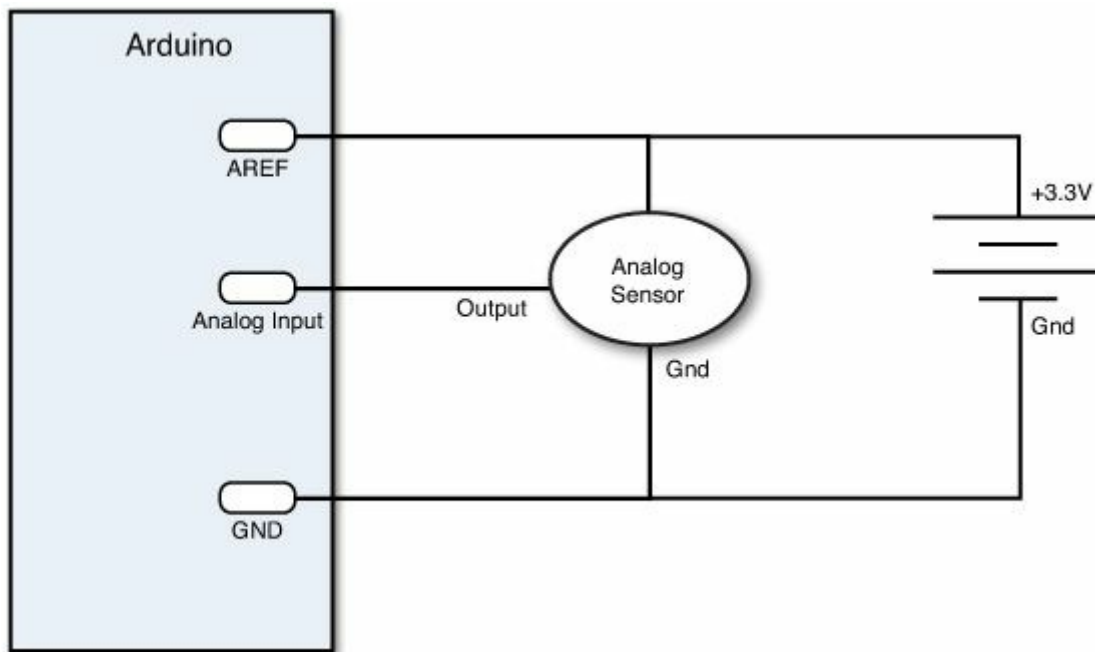 Arduino
AREF
+3.3V
Analog
Sensor
Analog Input
Output
Gnd
Gnd
GND